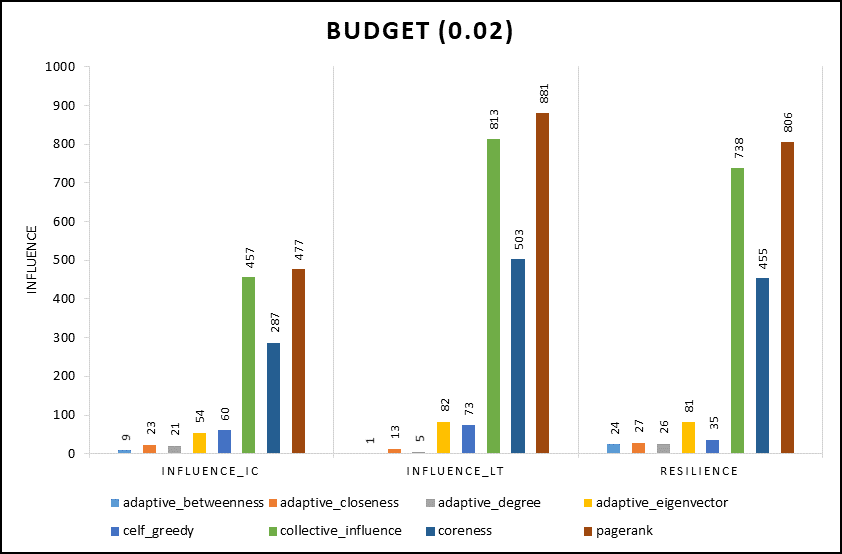 BUDGET (0.02)
1000
900
800
700
600
500
400
300
200
100
0
INFLUENCE
9 23 21 54 60 457 287 477
1 13 5 82 73 813 503 881
24 27 26 81 35 738 455 806
INFLUENCE_IC INFLUENCE_LT RESILIENCE
adaptive_betweenness adaptive_closeness adaptive_degree adaptive_eigenvector
celf_greedy collective_influence coreness pagerank